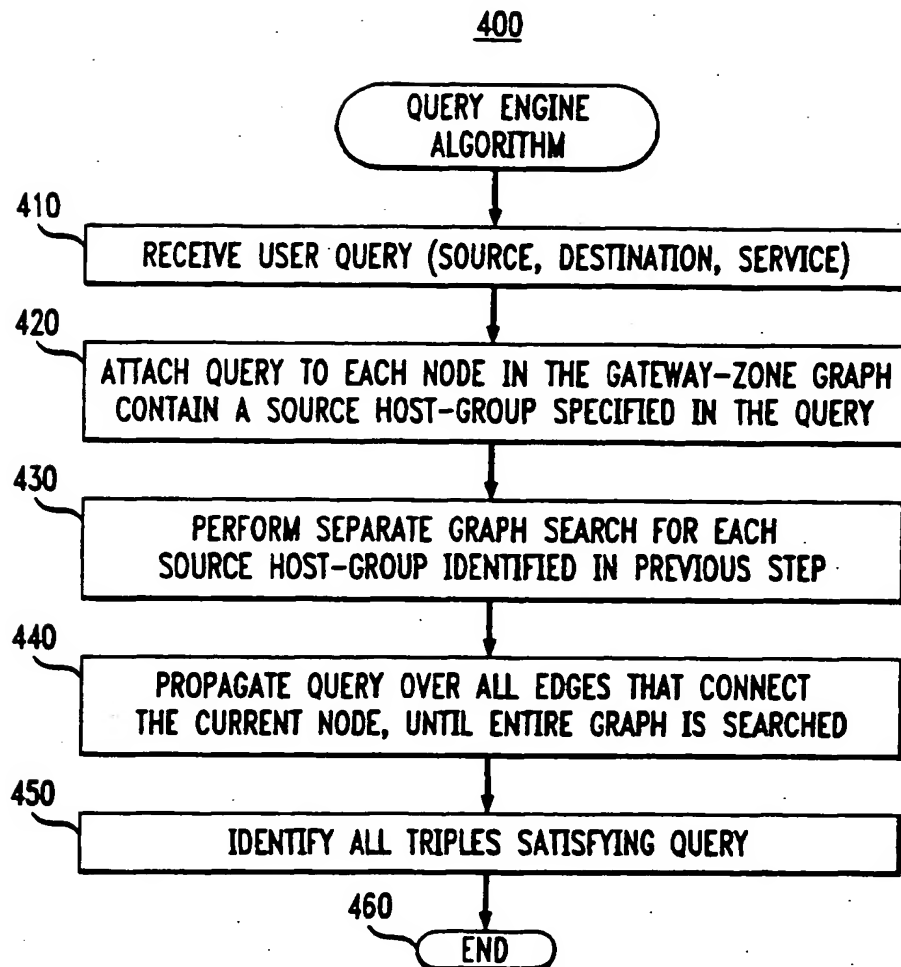 400
QUERY ENGINE
ALGORITHM
410
RECEIVE USER QUERY (SOURCE, DESTINATION, SERVICE)
420
ATTACH QUERY TO EACH NODE IN THE GATEWAY-ZONE GRAPH
CONTAIN A SOURCE HOST-GROUP SPECIFIED IN THE QUERY
430
PERFORM SEPARATE GRAPH SEARCH FOR EACH
SOURCE HOST-GROUP IDENTIFIED IN PREVIOUS STEP
440
PROPAGATE QUERY OVER ALL EDGES THAT CONNECT
THE CURRENT NODE, UNTIL ENTIRE GRAPH IS SEARCHED
450
IDENTIFY ALL TRIPLES SATISFYING QUERY
460
END